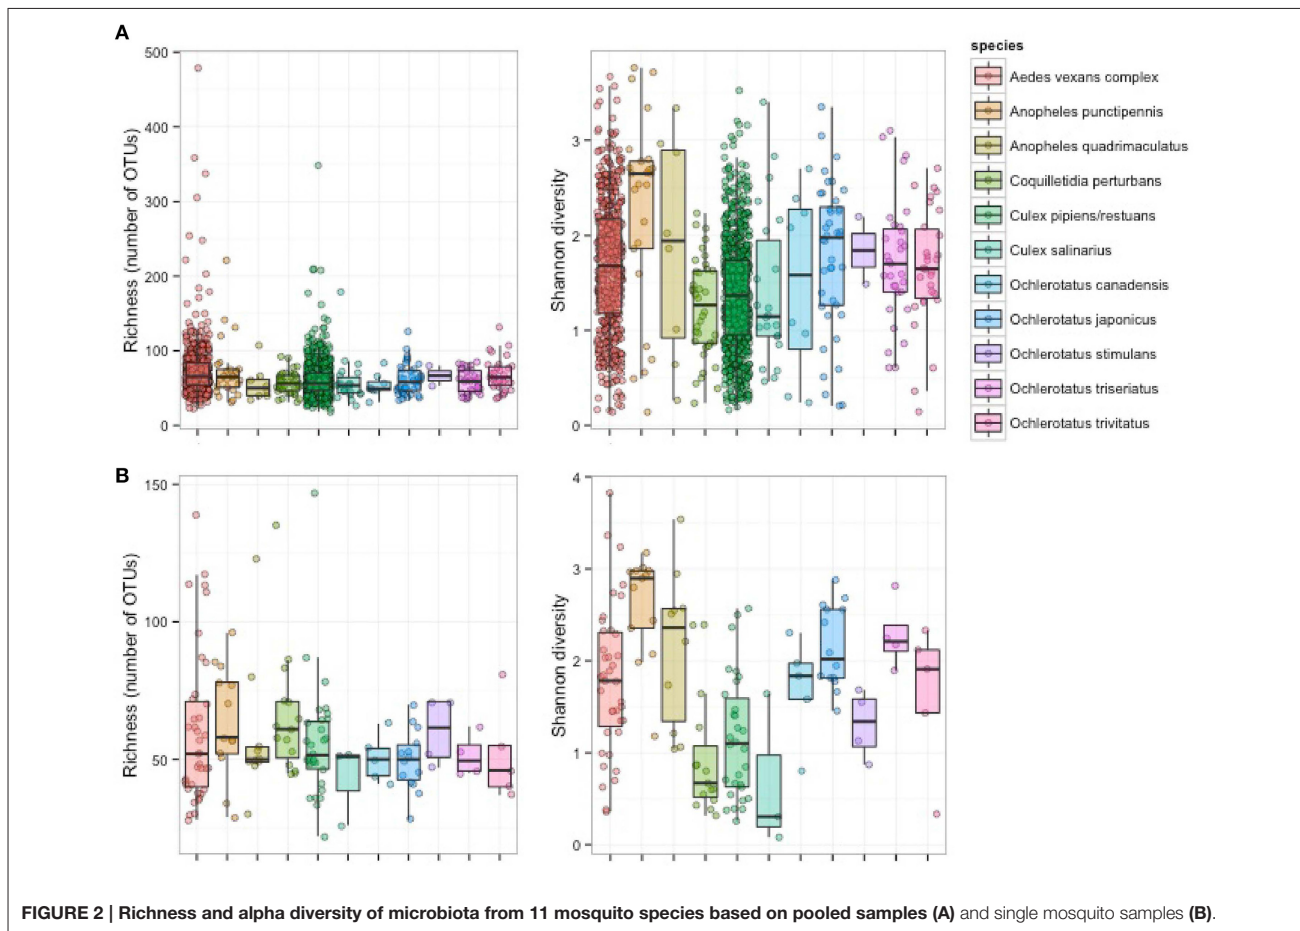 A
Richness (number of OTUs)
500
400
300
200
100
0
Shannon diversity
3
2
1
0
species
Aedes vexans complex
Anopheles punctipennis
Anopheles quadrimaculatus
Coquilletidia perturbans
Culex pipiens/restuans
Culex salinarius
Ochlerotatus canadensis
Ochlerotatus japonicus
Ochlerotatus stimulans
Ochlerotatus triseriatus
Ochlerotatus trivitatus
B
Richness (number of OTUs)
150
100
50
Shannon diversity
4
3
2
1
0
FIGURE 2 | Richness and alpha diversity of microbiota from 11 mosquito species based on pooled samples (A) and single mosquito samples (B).